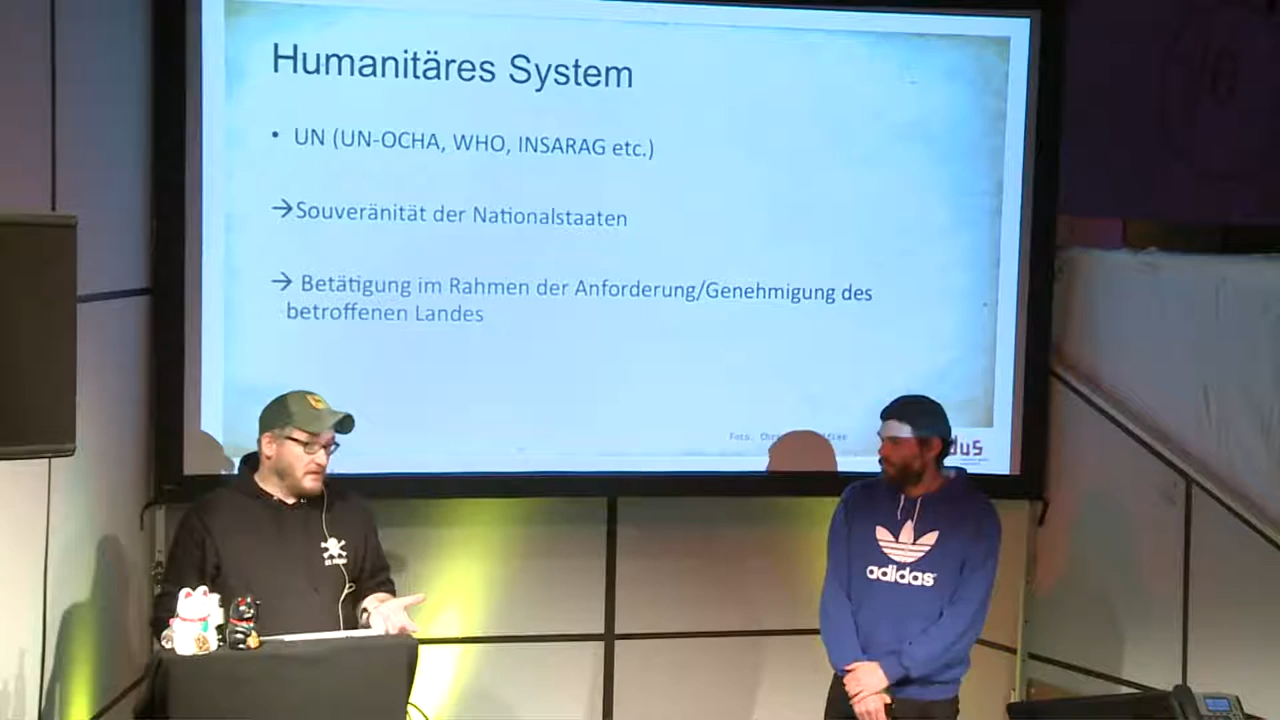 Humanitäres System
• UN (UN-OCHA, WHO, INSARAG etc.)
→Souveränität der Nationalstaaten
→ Betätigung im Rahmen der Anforderung/Genehmigung des
betroffenen Landes
Foto:
adidas